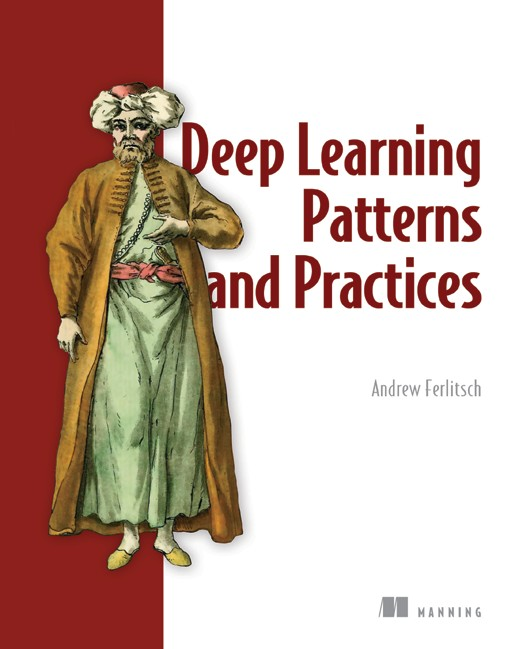 Deep Learning
Patterns
and Practices
Andrew Ferlitsch
MANNING